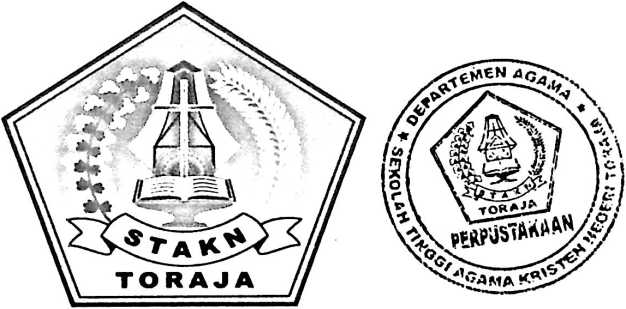 STAKN
TORAJA
★ DEPARTEMEN AGAMA ★
SEKOLAH TINGGI AGAMA KRISTEN NEGERI TORAJA
STAKN
TORAJA
PERPUSTAKAAN